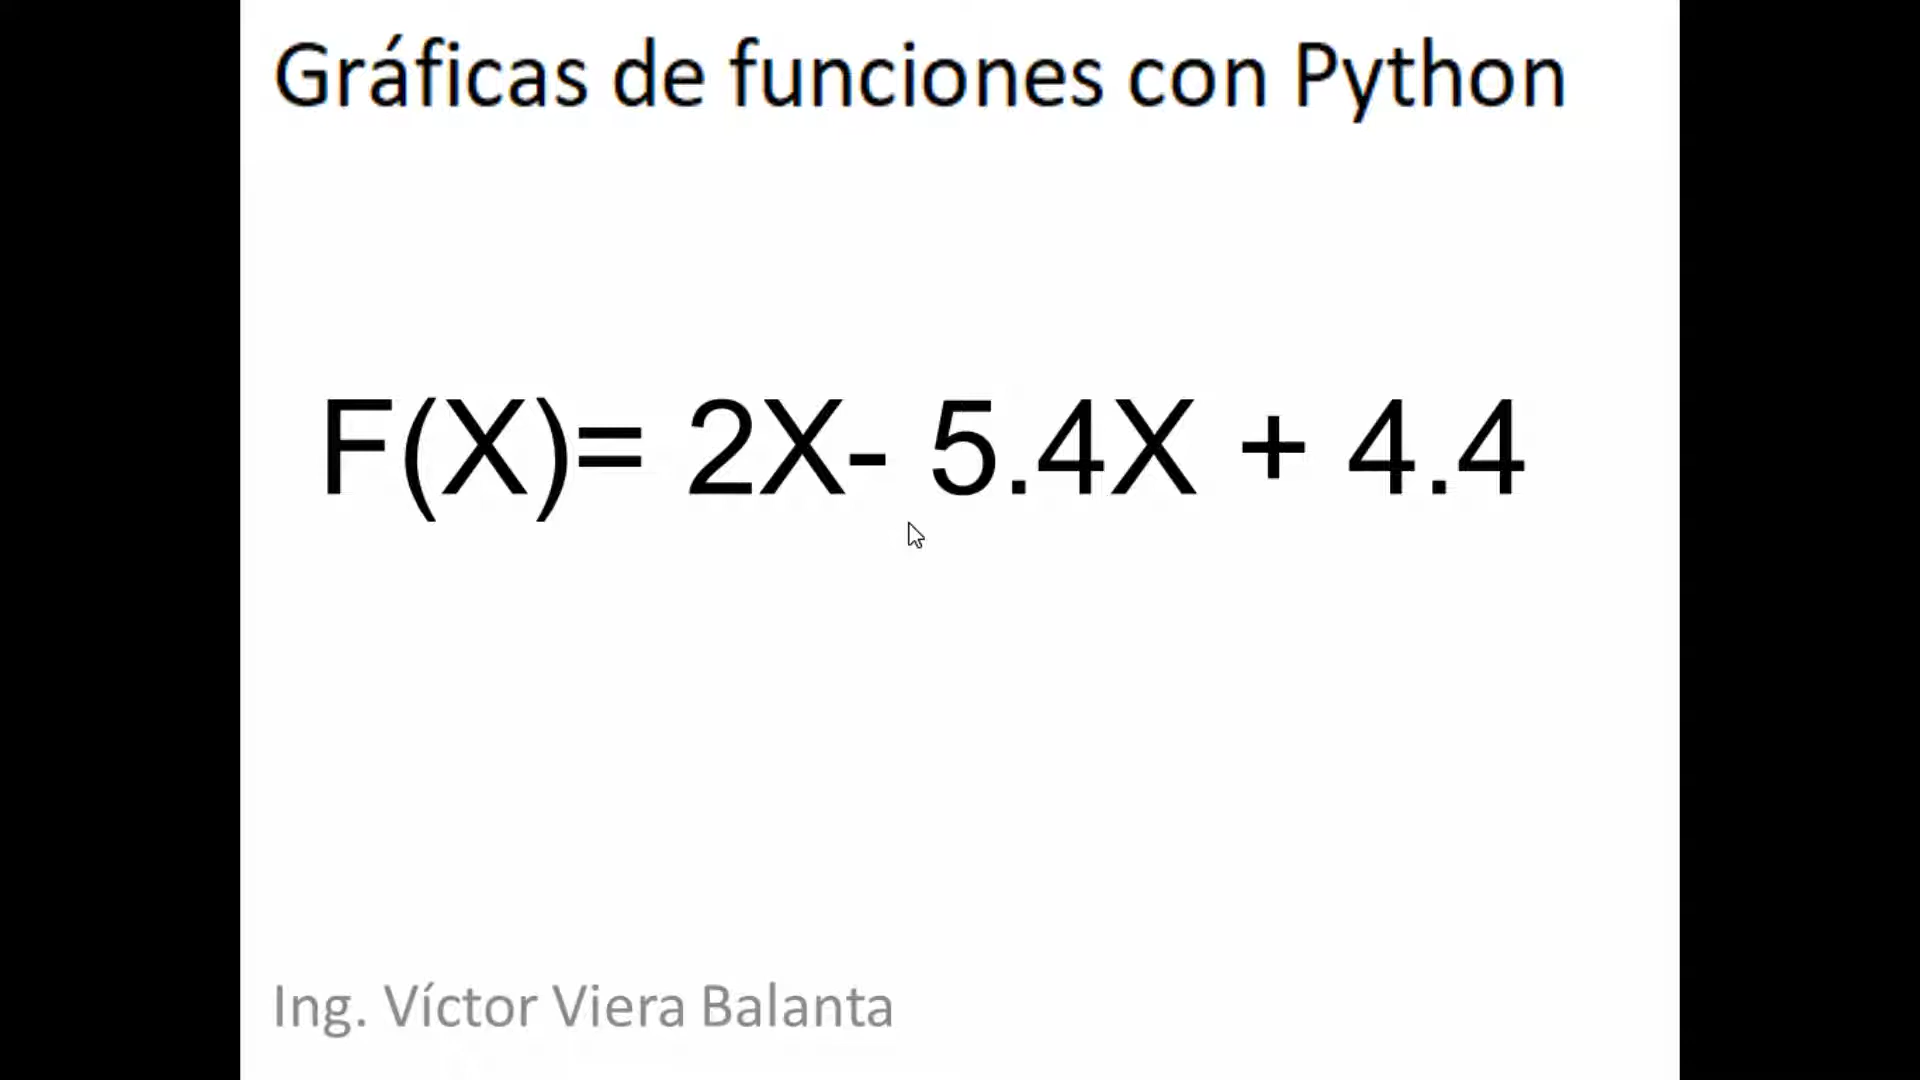 Gráficas de funciones con Python
F(X)= 2X- 5.4X + 4.4
Ing. Víctor Viera Balanta